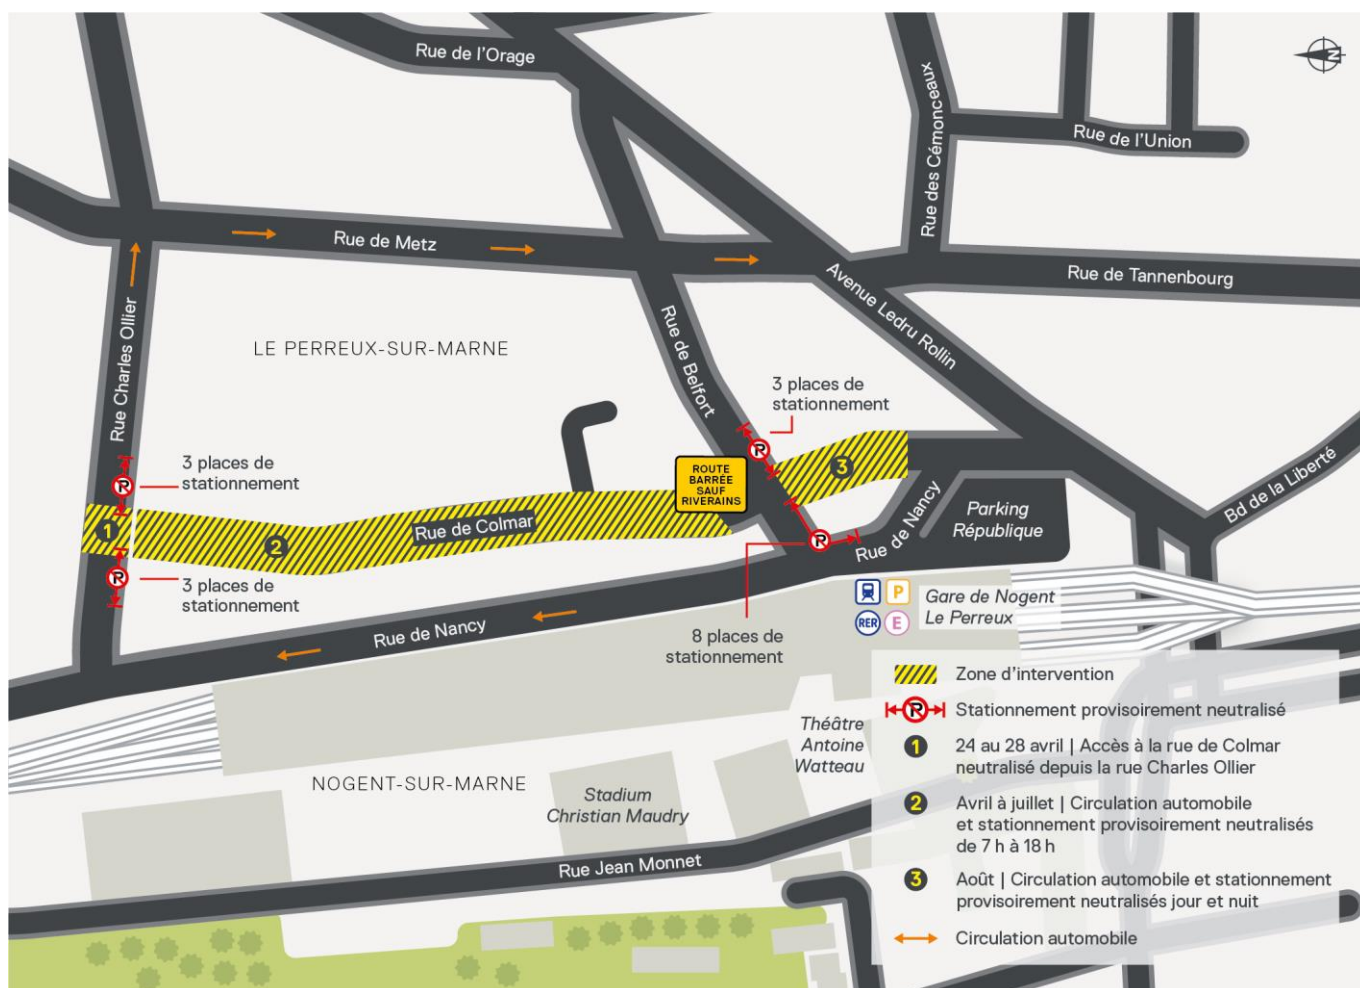 Rue de l'Orage
N
Rue de l'Union
Rue des Cémonceaux
Rue de Metz
Rue de Tannenbourg
Avenue Ledru Rollin
Rue Charles Ollier
LE PERREUX-SUR-MARNE
Rue de Belfort
3 places de
stationnement
3 places de
stationnement
ROUTE
BARRÉE
SAUF
RIVERAINS
3
Bd de la Liberté
1
2
Rue de Colmar
Parking
République
Rue de Nancy
3 places de
stationnement
P
RER
E
Gare de Nogent
Le Perreux
Rue de Nancy
8 places de
stationnement
Zone d'intervention
P
Stationnement provisoirement neutralisé
1
24 au 28 avril | Accès à la rue de Colmar
neutralisé depuis la rue Charles Ollier
2
Avril à juillet | Circulation automobile
et stationnement provisoirement neutralisés
de 7 h à 18 h
3
Août | Circulation automobile et stationnement
provisoirement neutralisés jour et nuit
Circulation automobile
Théâtre
Antoine
Watteau
NOGENT-SUR-MARNE
Stadium
Christian Maudry
Rue Jean Monnet